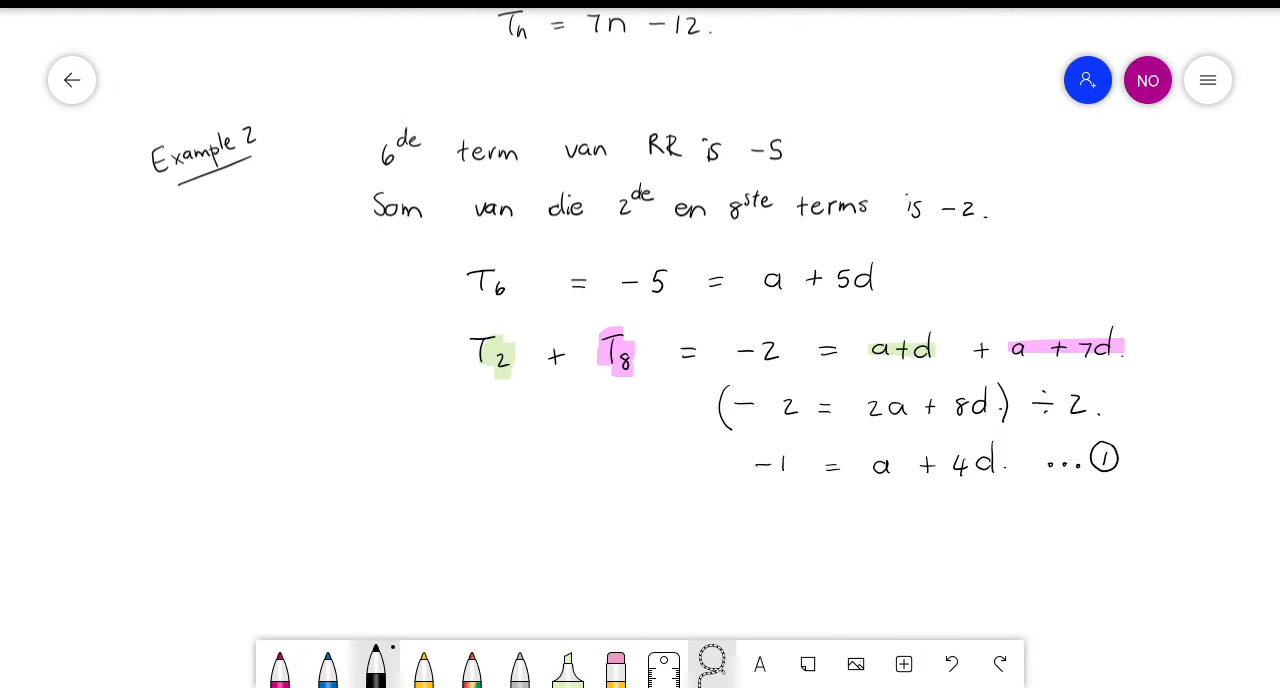 Tn = 7n - 12.
NO
Example 2
6de term van RR is -5
Som van die 2de en 8ste terms is -2.
T6 = -5 = a + 5d
T2 + T8 = -2 = a+d + a + 7d.
(- 2 = 2a + 8d.) ÷ 2.
-1 = a + 4d. ...①
A